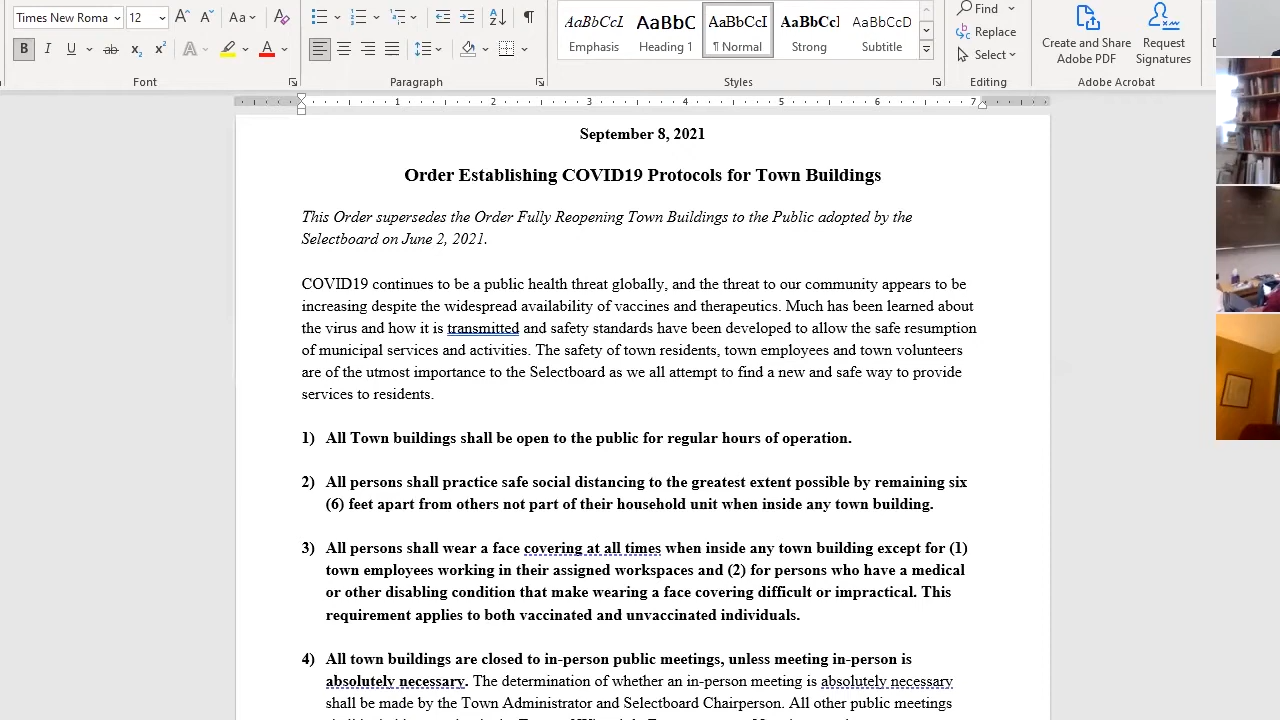 Times New Roma 12 Aa Find
Replace
Select
AaBbCcI AaBbC AaBbCcI AaBbCc AaBbCcD
Emphasis Heading 1 ¶ Normal Strong Subtitle
Create and Share Adobe PDF
Request Signatures
B I U ab x₂ x² A A
Font Paragraph Styles Editing Adobe Acrobat
1 2 3 4 5 6 7
September 8, 2021
Order Establishing COVID19 Protocols for Town Buildings
This Order supersedes the Order Fully Reopening Town Buildings to the Public adopted by the
Selectboard on June 2, 2021.
COVID19 continues to be a public health threat globally, and the threat to our community appears to be
increasing despite the widespread availability of vaccines and therapeutics. Much has been learned about
the virus and how it is transmitted and safety standards have been developed to allow the safe resumption
of municipal services and activities. The safety of town residents, town employees and town volunteers
are of the utmost importance to the Selectboard as we all attempt to find a new and safe way to provide
services to residents.
1) All Town buildings shall be open to the public for regular hours of operation.
2) All persons shall practice safe social distancing to the greatest extent possible by remaining six
(6) feet apart from others not part of their household unit when inside any town building.
3) All persons shall wear a face covering at all times when inside any town building except for (1)
town employees working in their assigned workspaces and (2) for persons who have a medical
or other disabling condition that make wearing a face covering difficult or impractical. This
requirement applies to both vaccinated and unvaccinated individuals.
4) All town buildings are closed to in-person public meetings, unless meeting in-person is
absolutely necessary. The determination of whether an in-person meeting is absolutely necessary
shall be made by the Town Administrator and Selectboard Chairperson. All other public meetings